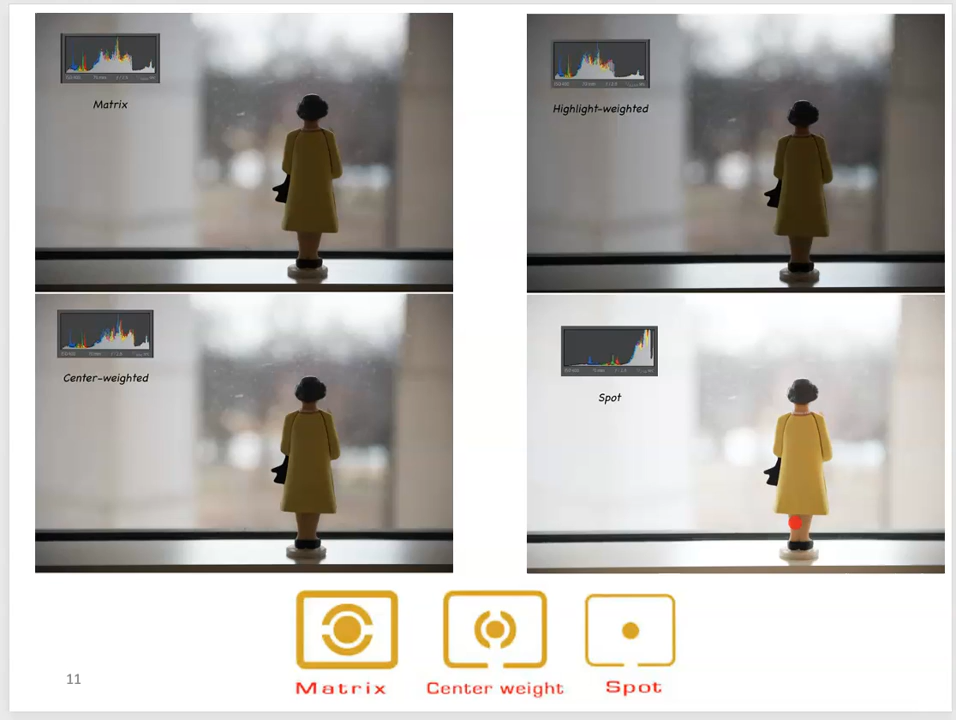 Matrix
Highlight-weighted
Center-weighted
Spot
Matrix
Center weight
Spot
11